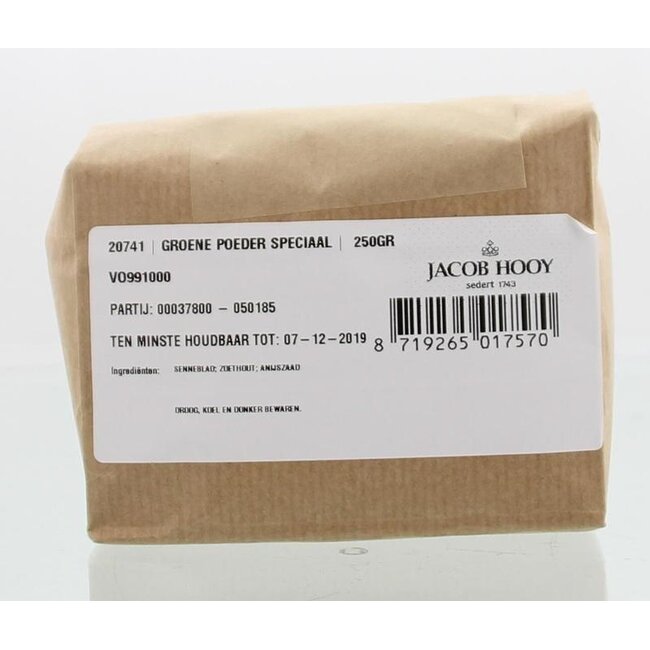 20741 | GROENE POEDER SPECIAAL | 250GR
VO991000
PARTIJ: 00037800 – 050185
TEN MINSTE HOUDBAAR TOT: 07-12-2019
Ingrediënten: SENNEBLAD; ZOETHOUT; ANIJSZAAD
DROOG, KOEL EN DONKER BEWAREN.
JACOB HOOY
sedert 1743
8 719265 017570